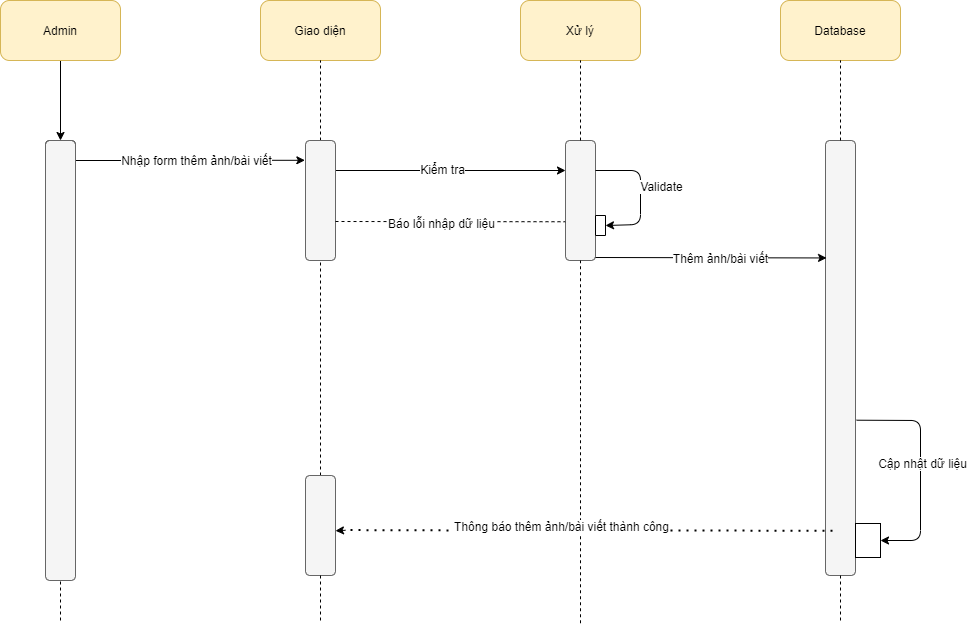 Admin
Giao diện
Xử lý
Database
Nhập form thêm ảnh/bài viết
Kiểm tra
Validate
Báo lỗi nhập dữ liệu
Thêm ảnh/bài viết
Cập nhất dữ liệu
Thông báo thêm ảnh/bài viết thành công